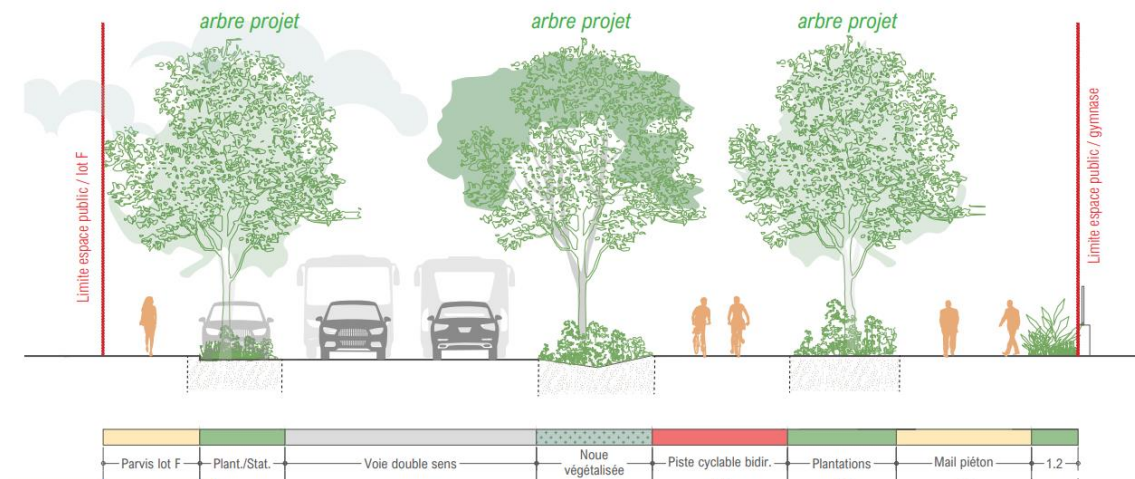 arbre projet
arbre projet
arbre projet
Limite espace public / lot F
Limite espace public / gymnase
Parvis lot F
Plant./Stat.
Voie double sens
Noue
végétalisée
Piste cyclable bidir.
Plantations
Mail piéton
1.2